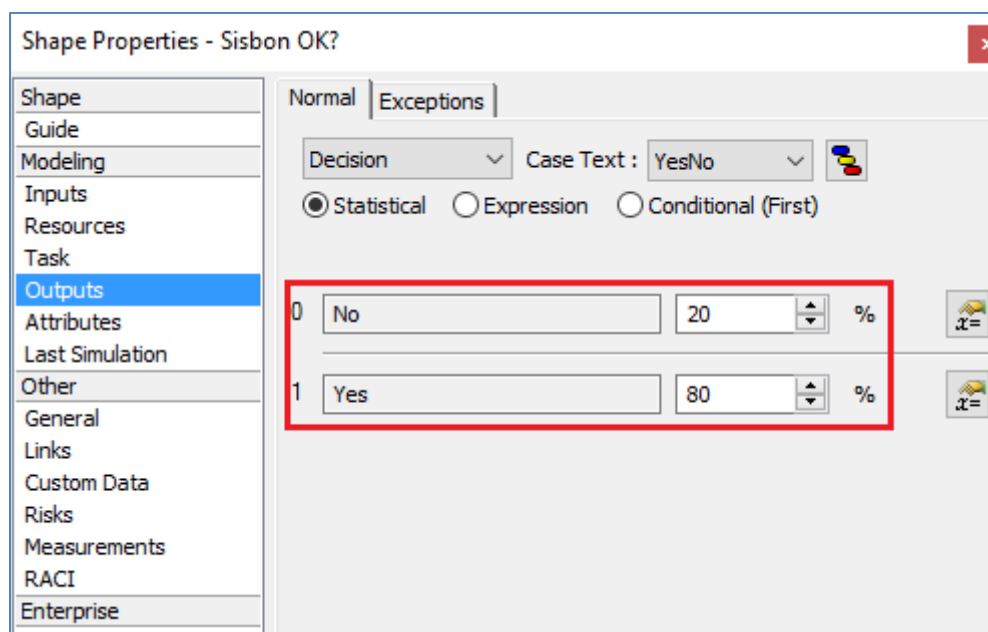 Shape Properties - Sisbon OK?
Shape
Guide
Modeling
Inputs
Resources
Task
Outputs
Attributes
Last Simulation
Other
General
Links
Custom Data
Risks
Measurements
RACI
Enterprise
Normal Exceptions
Decision Case Text : YesNo
Statistical Expression Conditional (First)
0 No 20 % x=
1 Yes 80 % x=